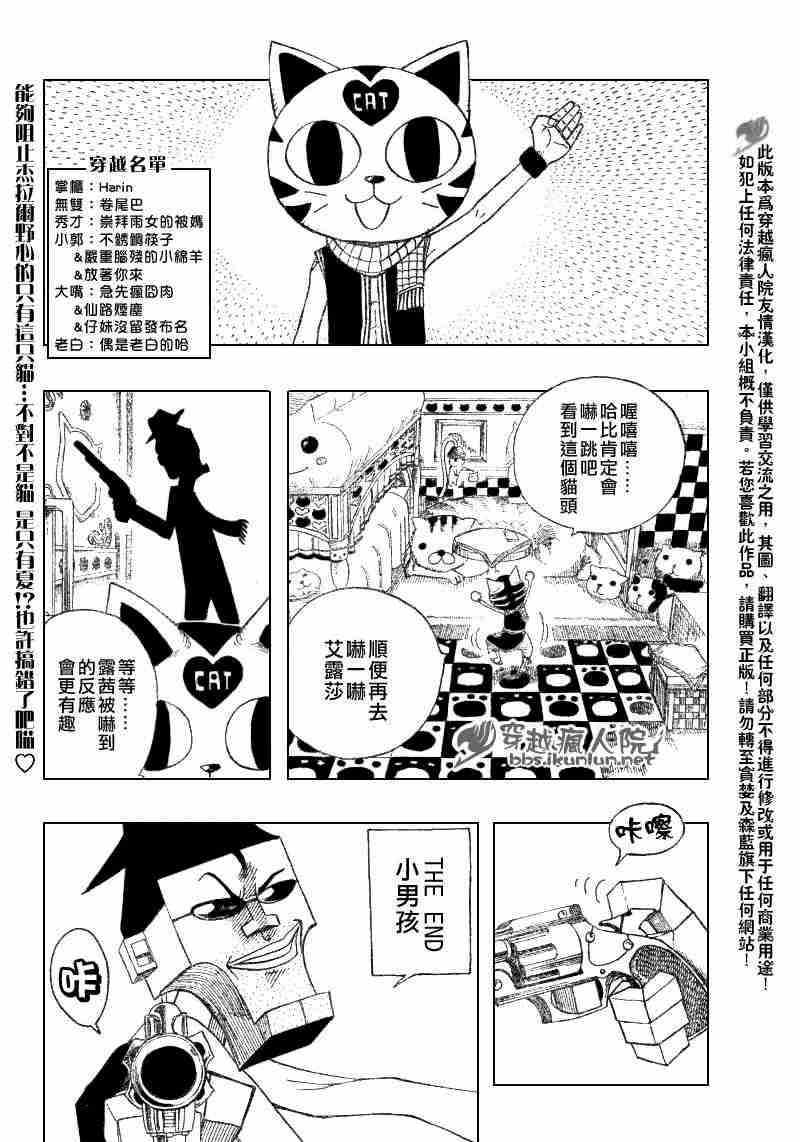 此版本爲穿越瘋人院友情漢化，僅供學習交流之用，其圖、翻譯以及任何部分不得進行修改或用于任何商業用途！
如犯上任何法律責任，本小組概不負責。若您喜歡此作品，請購買正版！請勿轉至貪婪及森藍旗下任何網站！
CAT
穿越名單
掌櫃：Harin
無雙：卷尾巴
秀才：崇拜雨女的被媽
小郭：不銹鋼筷子
&嚴重腦殘的小綿羊
&放著你來
大嘴：急先瘋囧肉
&仙路煙塵
&仔妹沒留發布名
老白：偶是老白的哈
能夠阻止杰拉爾野心的只有這只貓…不對不是貓 是只有夏!?也許搞錯了吧喵♡
喔嘻嘻……
哈比肯定會
嚇一跳吧
看到這個貓頭
順便再去
嚇一嚇
艾露莎
穿越瘋人院
bbs.ikunlun.net
等等……
露茜被嚇到
的反應
會更有趣
CAT
咔嚓
THE END
小男孩
咔